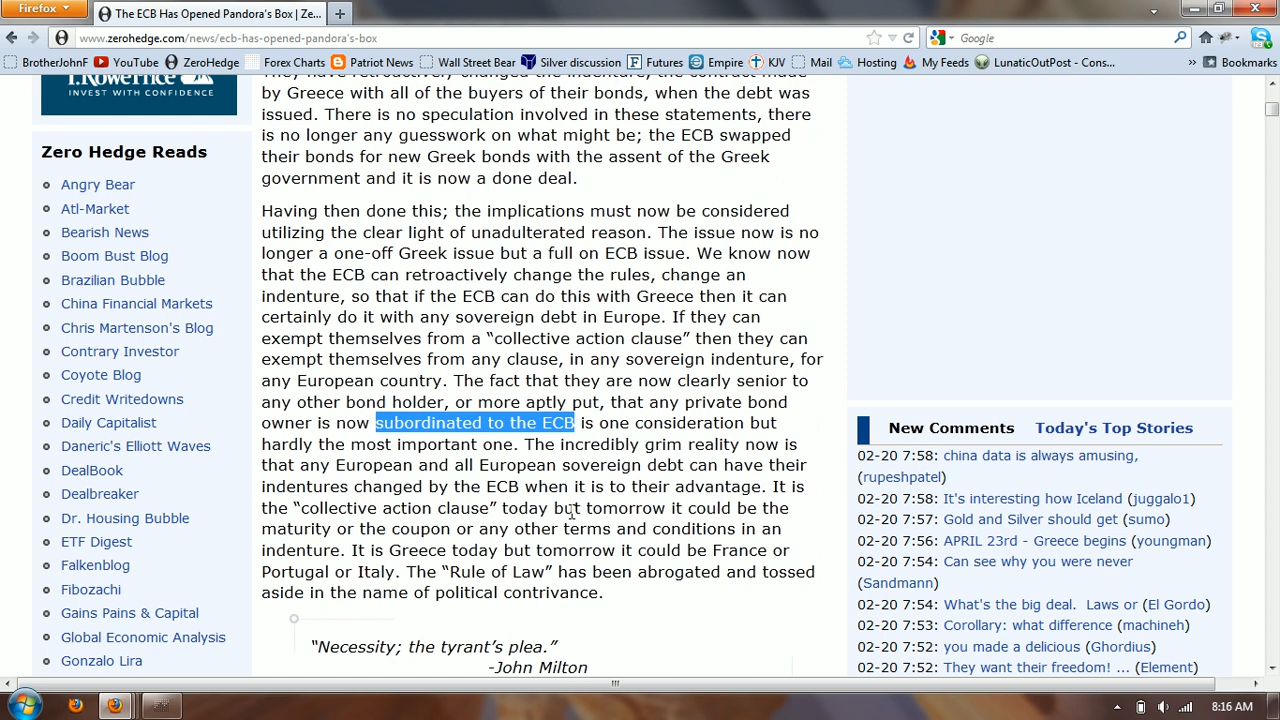 Firefox
The ECB Has Opened Pandora's Box | Ze...
www.zerohedge.com/news/ecb-has-opened-pandora's-box
Google
BrotherJohnF
YouTube
ZeroHedge
Forex Charts
Patriot News
Wall Street Bear
Silver discussion
Futures
Empire
KJV
Mail
Hosting
My Feeds
LunaticOutPost - Cons...
Bookmarks
T.RowePrice
INVEST WITH CONFIDENCE
Zero Hedge Reads
Angry Bear
Atl-Market
Bearish News
Boom Bust Blog
Brazilian Bubble
China Financial Markets
Chris Martenson's Blog
Contrary Investor
Coyote Blog
Credit Writedowns
Daily Capitalist
Daneric's Elliott Waves
DealBook
Dealbreaker
Dr. Housing Bubble
ETF Digest
Falkenblog
Fibozachi
Gains Pains & Capital
Global Economic Analysis
Gonzalo Lira
They have retroactively changed the indenture, the contract made
by Greece with all of the buyers of their bonds, when the debt was
issued. There is no speculation involved in these statements, there
is no longer any guesswork on what might be; the ECB swapped
their bonds for new Greek bonds with the assent of the Greek
government and it is now a done deal.
Having then done this; the implications must now be considered
utilizing the clear light of unadulterated reason. The issue now is no
longer a one-off Greek issue but a full on ECB issue. We know now
that the ECB can retroactively change the rules, change an
indenture, so that if the ECB can do this with Greece then it can
certainly do it with any sovereign debt in Europe. If they can
exempt themselves from a “collective action clause” then they can
exempt themselves from any clause, in any sovereign indenture, for
any European country. The fact that they are now clearly senior to
any other bond holder, or more aptly put, that any private bond
owner is now subordinated to the ECB is one consideration but
hardly the most important one. The incredibly grim reality now is
that any European and all European sovereign debt can have their
indentures changed by the ECB when it is to their advantage. It is
the “collective action clause” today but tomorrow it could be the
maturity or the coupon or any other terms and conditions in an
indenture. It is Greece today but tomorrow it could be France or
Portugal or Italy. The “Rule of Law” has been abrogated and tossed
aside in the name of political contrivance.
“Necessity; the tyrant’s plea.”
-John Milton
New Comments
Today's Top Stories
02-20 7:58: china data is always amusing,
(rupeshpatel)
02-20 7:58: It's interesting how Iceland (juggalo1)
02-20 7:57: Gold and Silver should get (sumo)
02-20 7:56: APRIL 23rd - Greece begins (youngman)
02-20 7:54: Can see why you were never
(Sandmann)
02-20 7:54: What's the big deal. Laws or (El Gordo)
02-20 7:53: Corollary: what difference (machineh)
02-20 7:52: you made a delicious (Ghordius)
02-20 7:52: They want their freedom! ... (Element)
8:16 AM